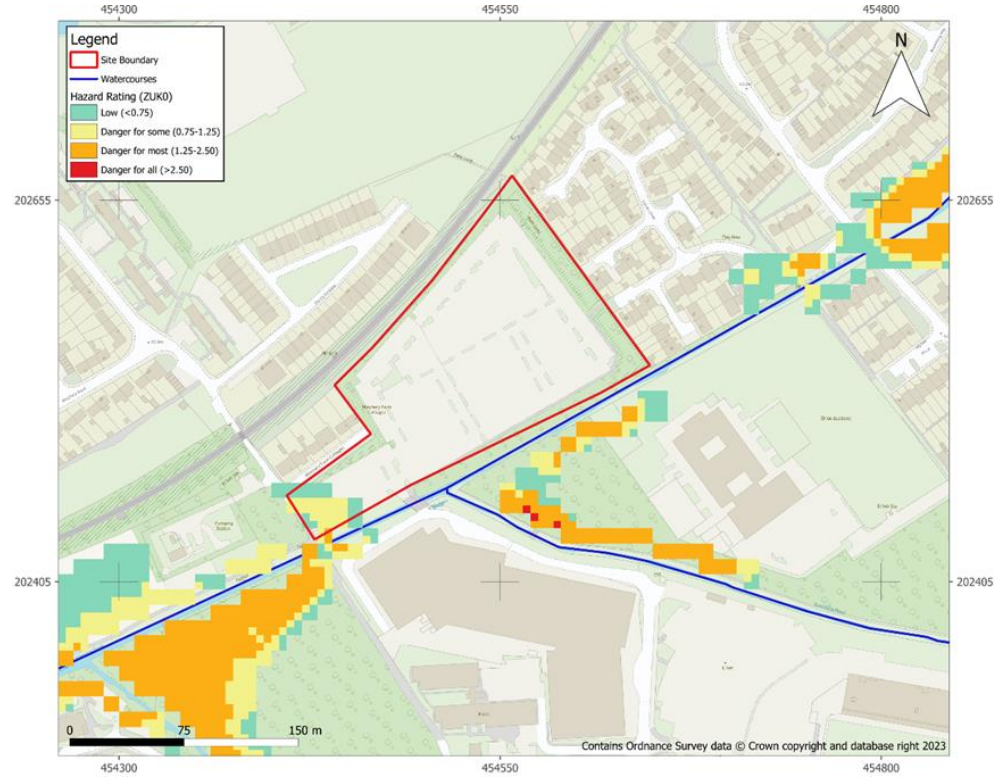 454300
454550
454800
Legend
Site Boundary
Watercourses
Hazard Rating (ZUK0)
Low (<0.75)
Danger for some (0.75-1.25)
Danger for most (1.25-2.50)
Danger for all (>2.50)
N
202655
202655
202405
202405
0
75
150 m
Contains Ordnance Survey data © Crown copyright and database right 2023
454300
454550
454800